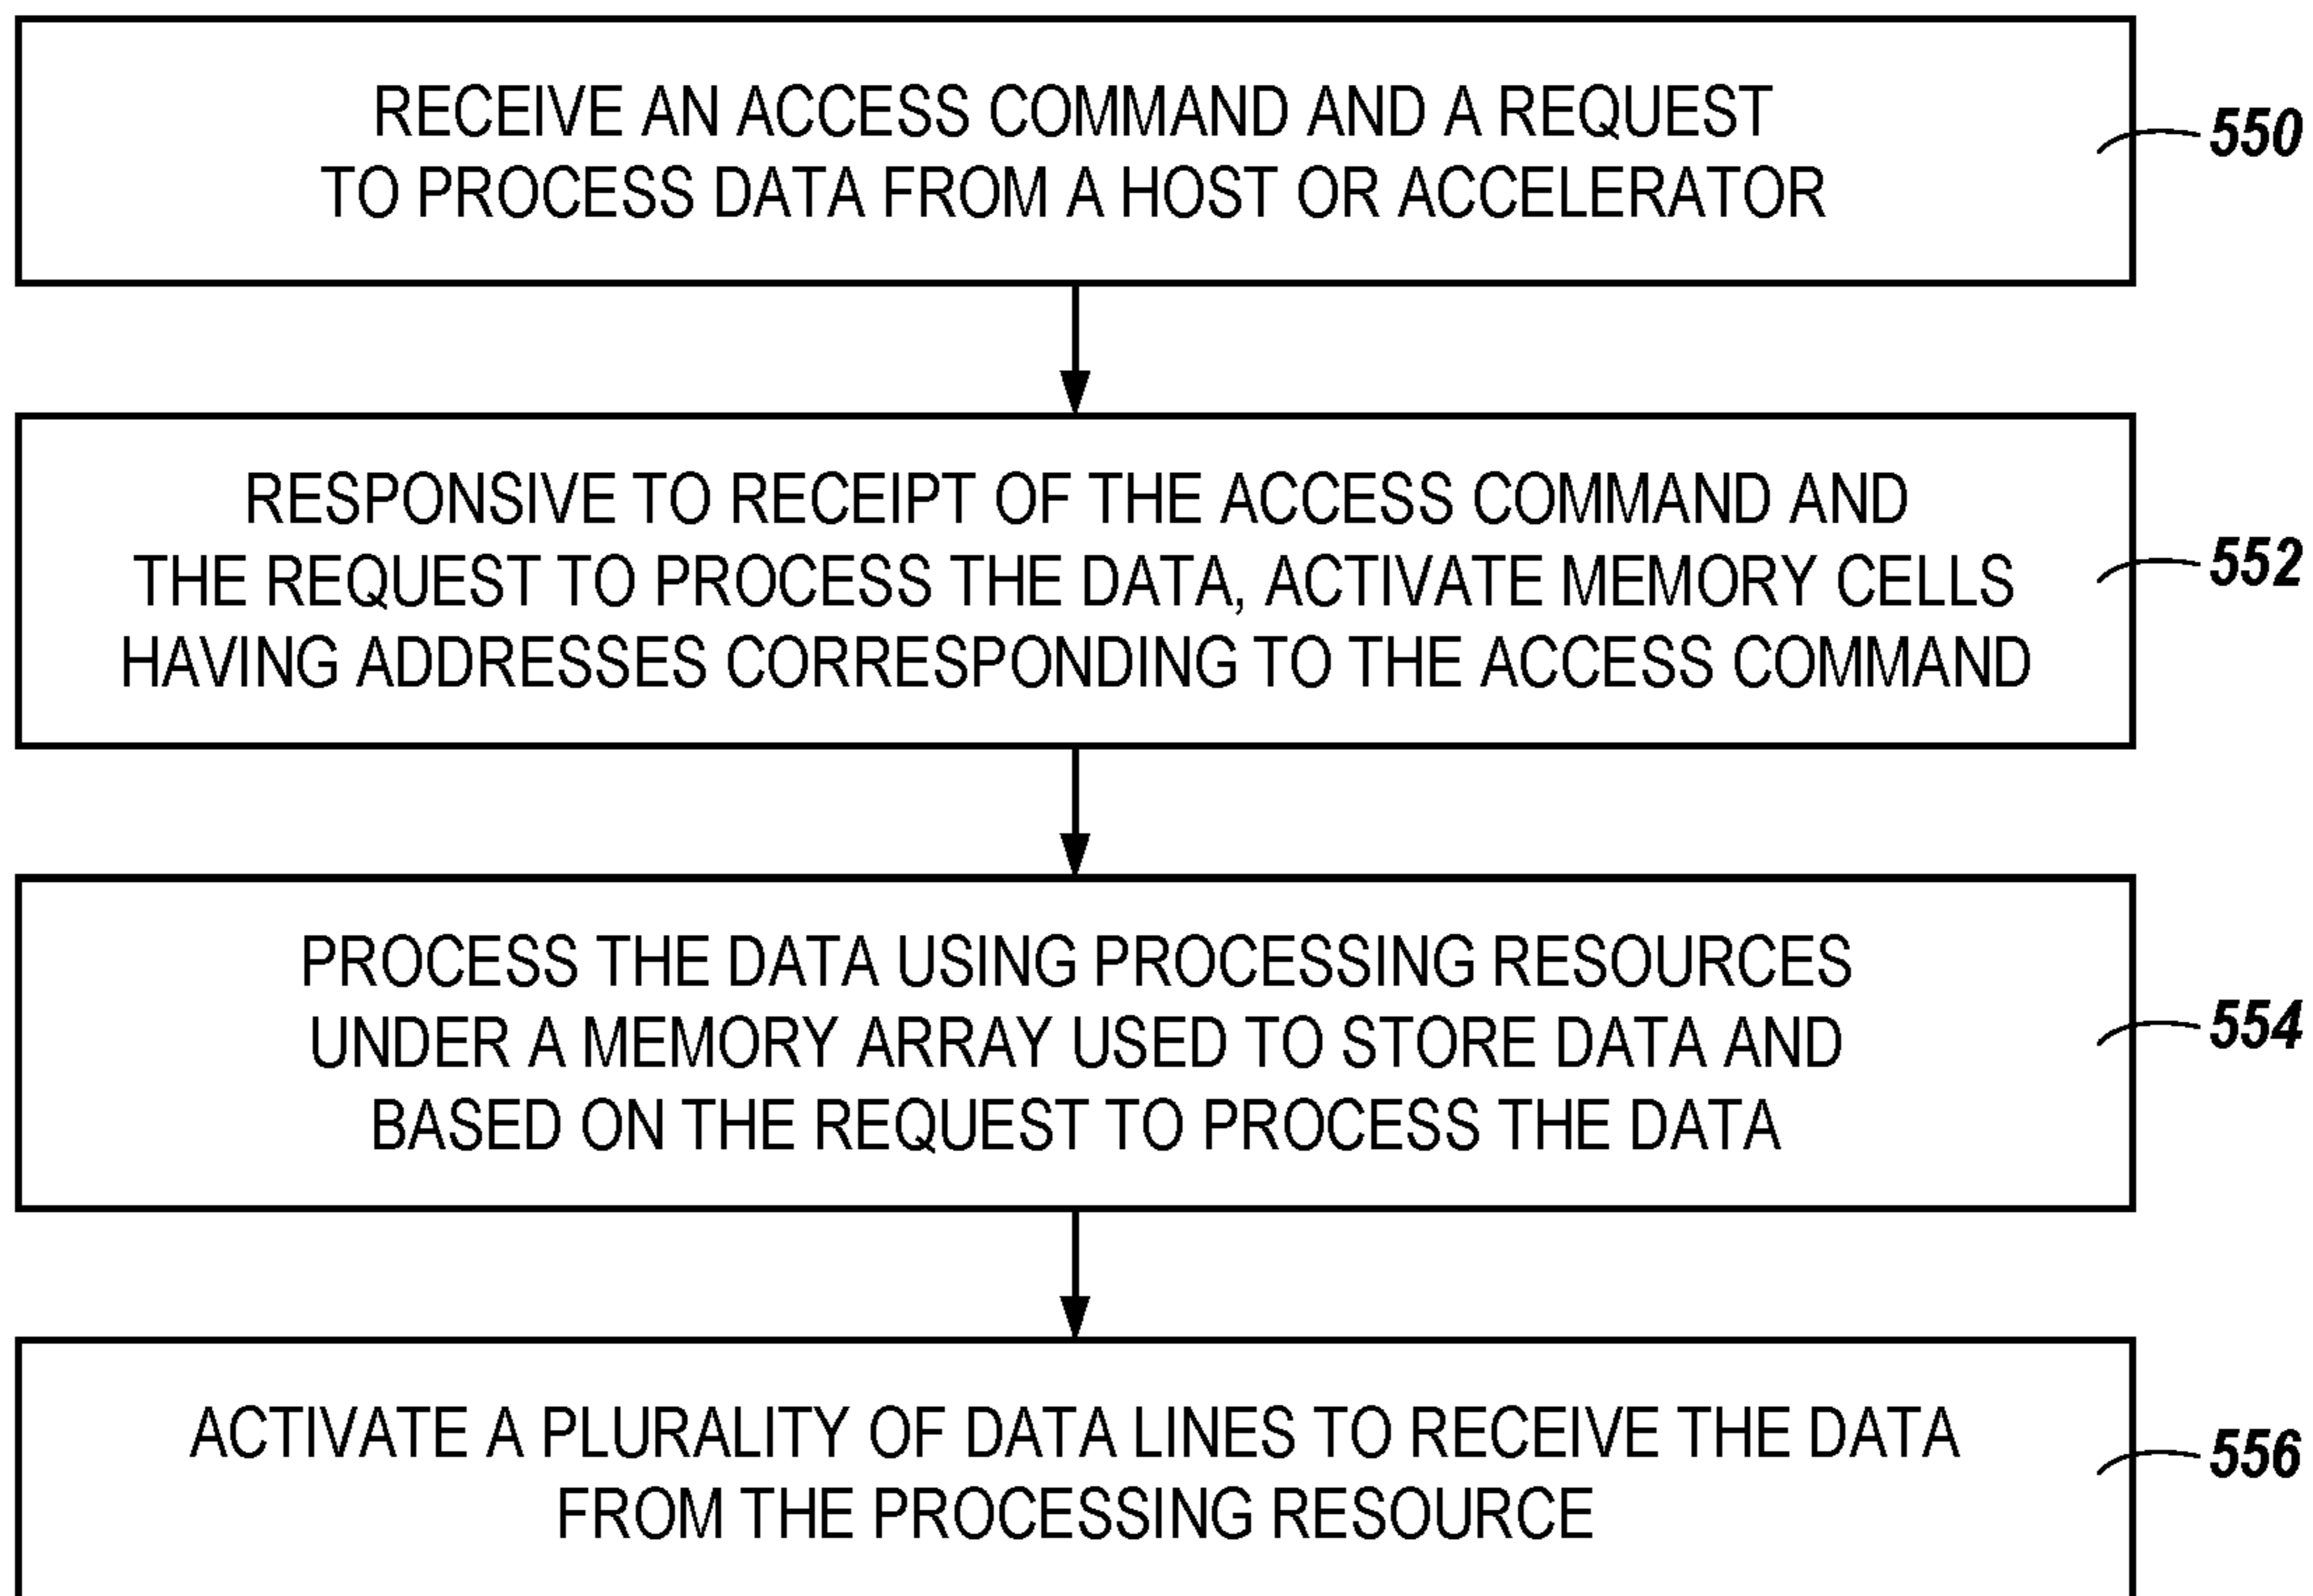 RECEIVE AN ACCESS COMMAND AND A REQUEST
TO PROCESS DATA FROM A HOST OR ACCELERATOR
550
RESPONSIVE TO RECEIPT OF THE ACCESS COMMAND AND
THE REQUEST TO PROCESS THE DATA, ACTIVATE MEMORY CELLS
HAVING ADDRESSES CORRESPONDING TO THE ACCESS COMMAND
552
PROCESS THE DATA USING PROCESSING RESOURCES
UNDER A MEMORY ARRAY USED TO STORE DATA AND
BASED ON THE REQUEST TO PROCESS THE DATA
554
ACTIVATE A PLURALITY OF DATA LINES TO RECEIVE THE DATA
FROM THE PROCESSING RESOURCE
556